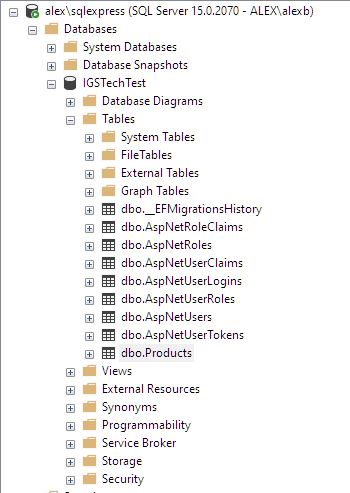 alex\sqlexpress (SQL Server 15.0.2070 - ALEX\alexb)
Databases
System Databases
Database Snapshots
IGSTechTest
Database Diagrams
Tables
System Tables
FileTables
External Tables
Graph Tables
dbo.__EFMigrationsHistory
dbo.AspNetRoleClaims
dbo.AspNetRoles
dbo.AspNetUserClaims
dbo.AspNetUserLogins
dbo.AspNetUserRoles
dbo.AspNetUsers
dbo.AspNetUserTokens
dbo.Products
Views
External Resources
Synonyms
Programmability
Service Broker
Storage
Security